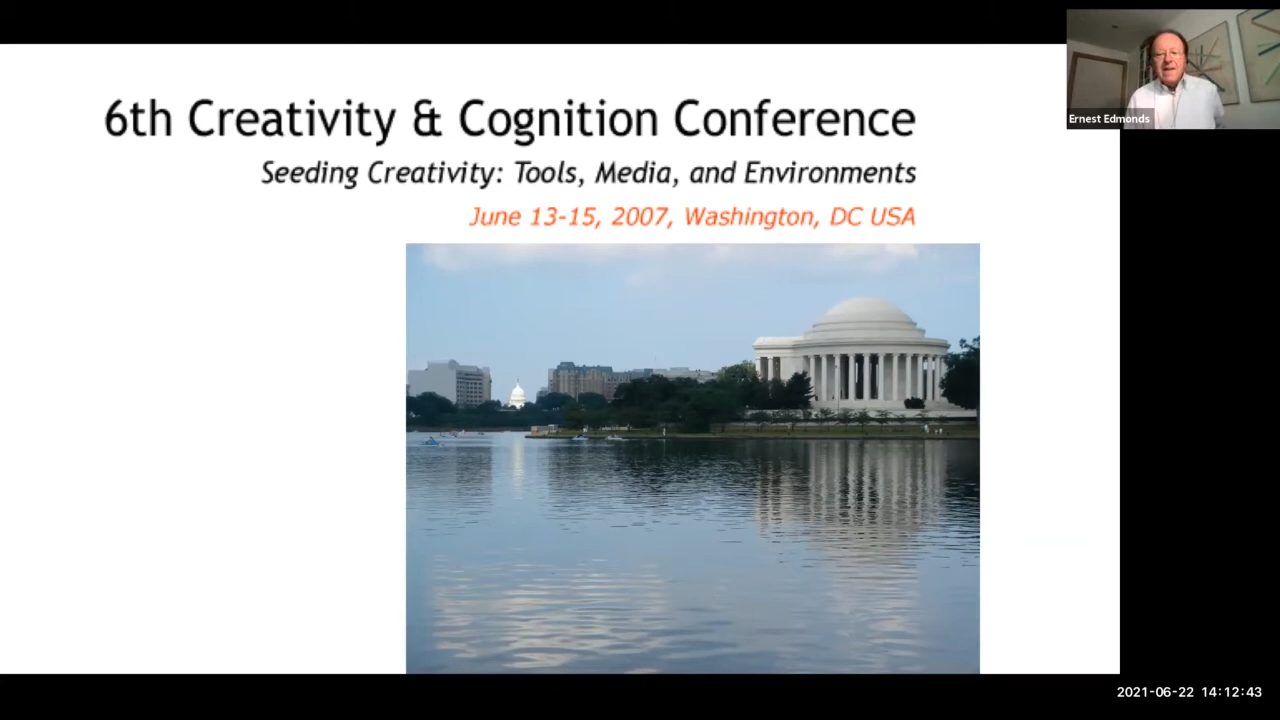 6th Creativity & Cognition Conference
Seeding Creativity: Tools, Media, and Environments
June 13-15, 2007, Washington, DC USA
Ernest Edmonds
2021-06-22 14:12:43